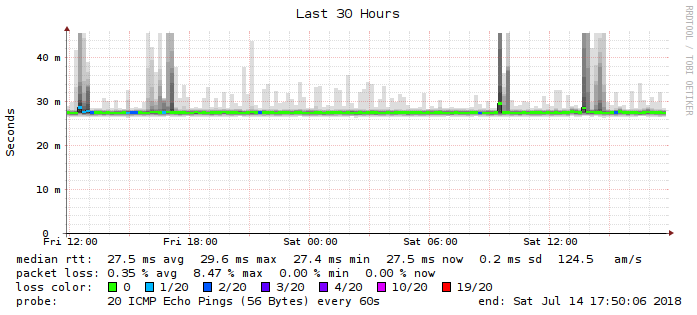 Last 30 Hours
RRDTOOL / TOBI OETIKER
Seconds
40 m
30 m
20 m
10 m
0
Fri 12:00 Fri 18:00 Sat 00:00 Sat 06:00 Sat 12:00
median rtt: 27.5 ms avg 29.6 ms max 27.4 ms min 27.5 ms now 0.2 ms sd 124.5 am/s
packet loss: 0.35 % avg 8.47 % max 0.00 % min 0.00 % now
loss color: 0 1/20 2/20 3/20 4/20 10/20 19/20
probe: 20 ICMP Echo Pings (56 Bytes) every 60s end: Sat Jul 14 17:50:06 2018